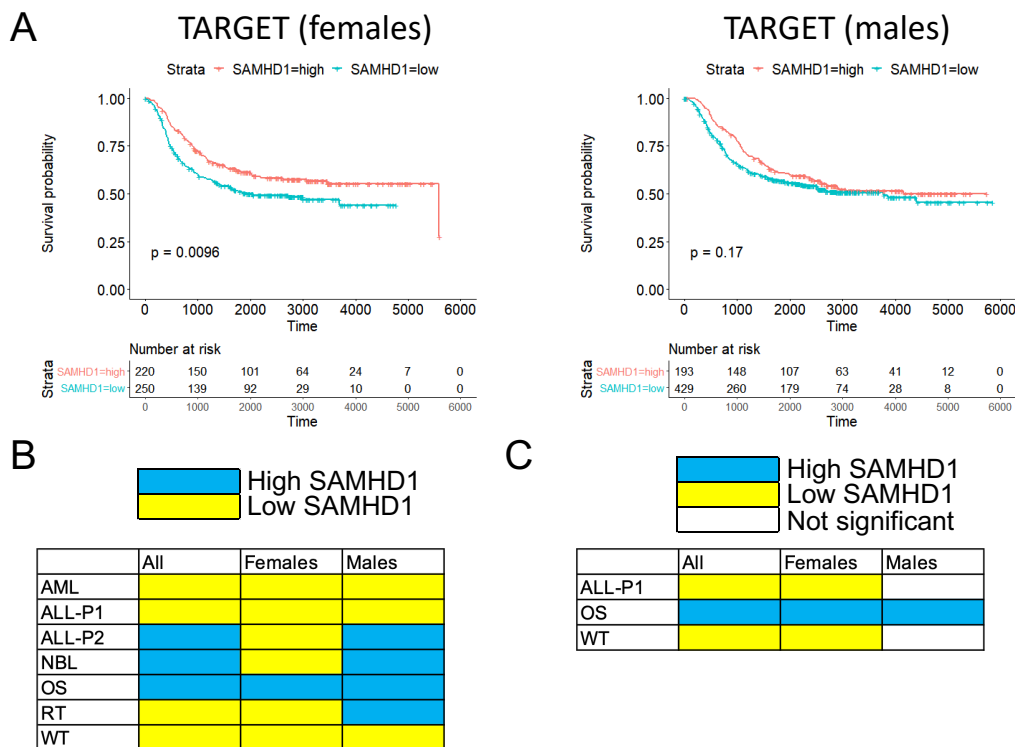 A
TARGET (females)
Strata SAMHD1=high SAMHD1=low
Survival probability
1.00
0.75
0.50
0.25
0.00
p = 0.0096
0 1000 2000 3000 4000 5000 6000
Time
Number at risk
Strata
SAMHD1=high 220 150 101 64 24 7 0
SAMHD1=low 250 139 92 29 10 0 0
0 1000 2000 3000 4000 5000 6000
Time
TARGET (males)
Strata SAMHD1=high SAMHD1=low
Survival probability
1.00
0.75
0.50
0.25
0.00
p = 0.17
0 1000 2000 3000 4000 5000 6000
Time
Number at risk
Strata
SAMHD1=high 193 148 107 63 41 12 0
SAMHD1=low 429 260 179 74 28 8 0
0 1000 2000 3000 4000 5000 6000
Time
B
High SAMHD1
Low SAMHD1
All Females Males
AML
ALL-P1
ALL-P2
NBL
OS
RT
WT
C
High SAMHD1
Low SAMHD1
Not significant
All Females Males
ALL-P1
OS
WT